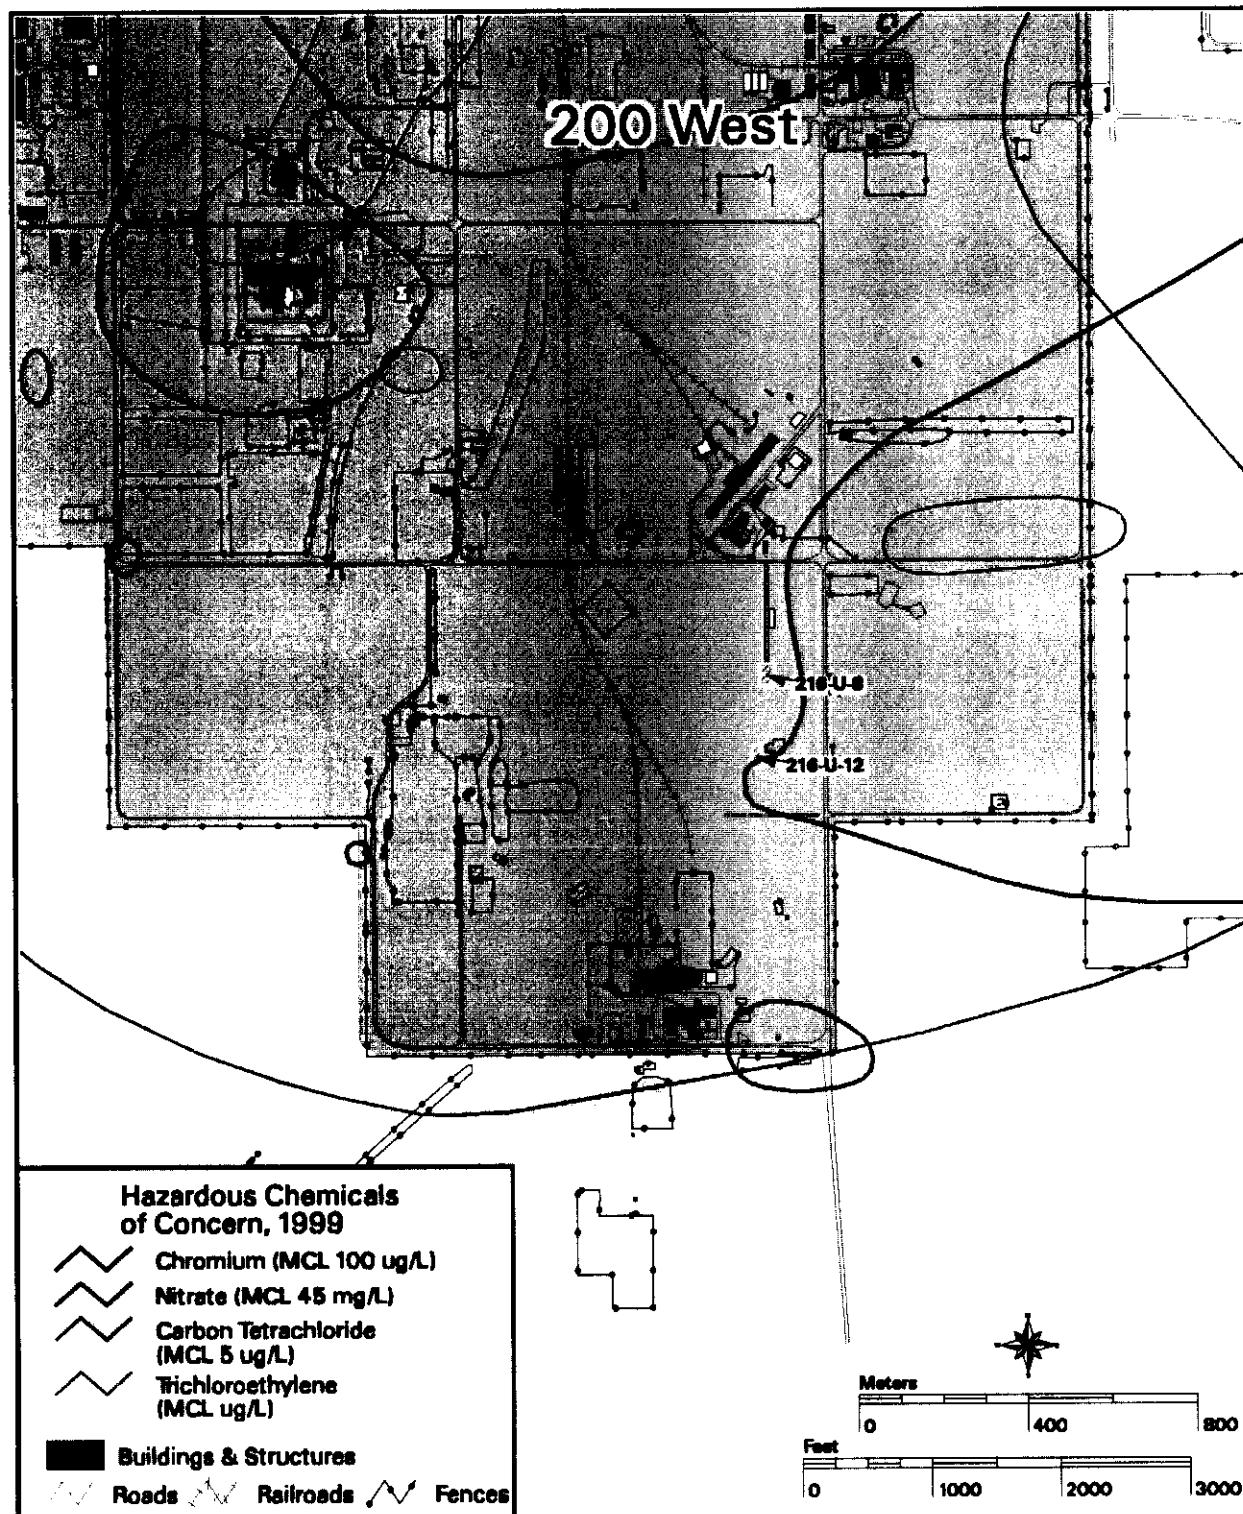 200 West
216-U-8
216-U-12
Hazardous Chemicals
of Concern, 1999
Chromium (MCL 100 ug/L)
Nitrate (MCL 45 mg/L)
Carbon Tetrachloride
(MCL 5 ug/L)
Trichloroethylene
(MCL ug/L)
Buildings & Structures
Roads Railroads Fences
Meters
0 400 800
Feet
0 1000 2000 3000